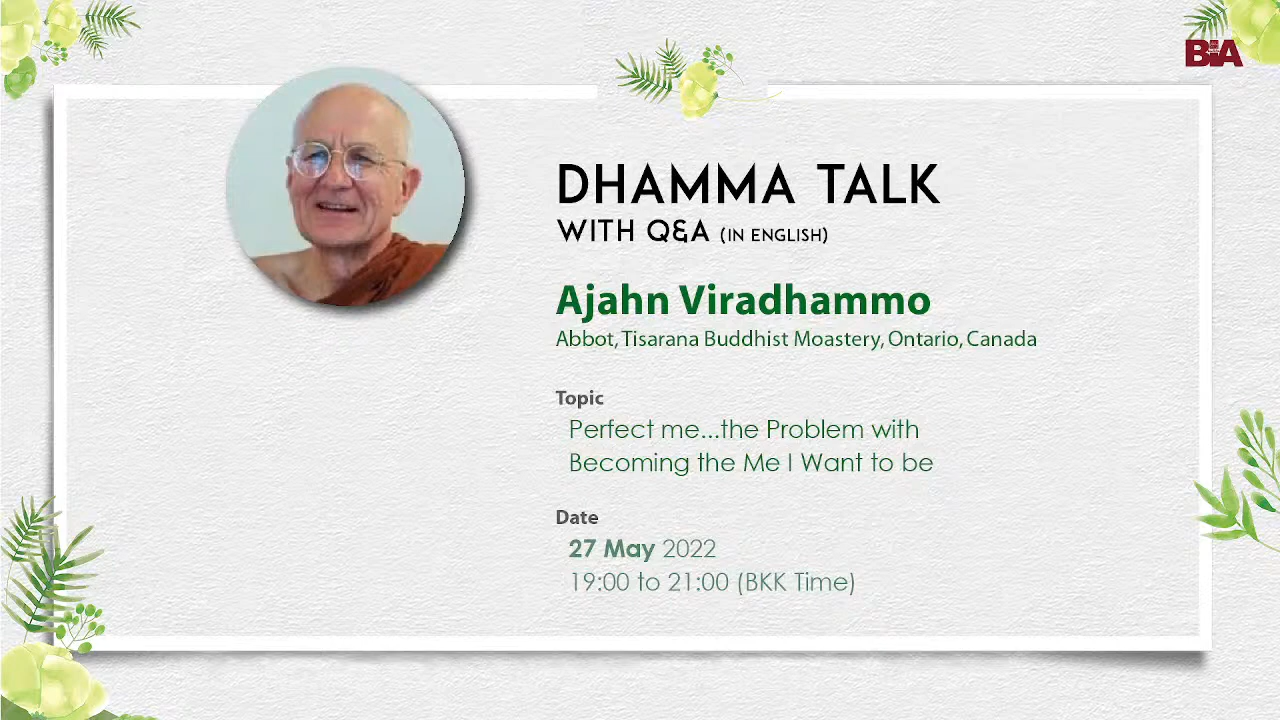 BIA
DHAMMA TALK
WITH Q&A (IN ENGLISH)
Ajahn Viradhammo
Abbot, Tisarana Buddhist Moastery, Ontario, Canada
Topic
Perfect me...the Problem with
Becoming the Me I Want to be
Date
27 May 2022
19:00 to 21:00 (BKK Time)